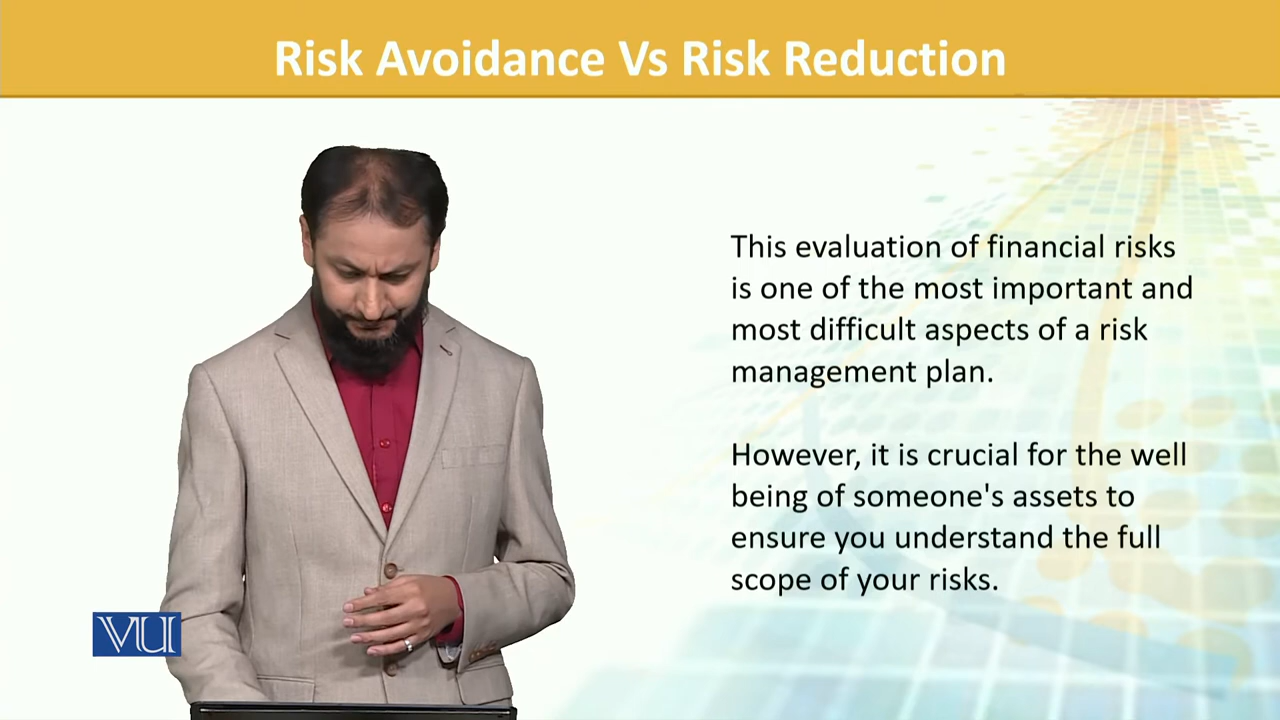 Risk Avoidance Vs Risk Reduction
This evaluation of financial risks
is one of the most important and
most difficult aspects of a risk
management plan.
However, it is crucial for the well
being of someone's assets to
ensure you understand the full
scope of your risks.
VU